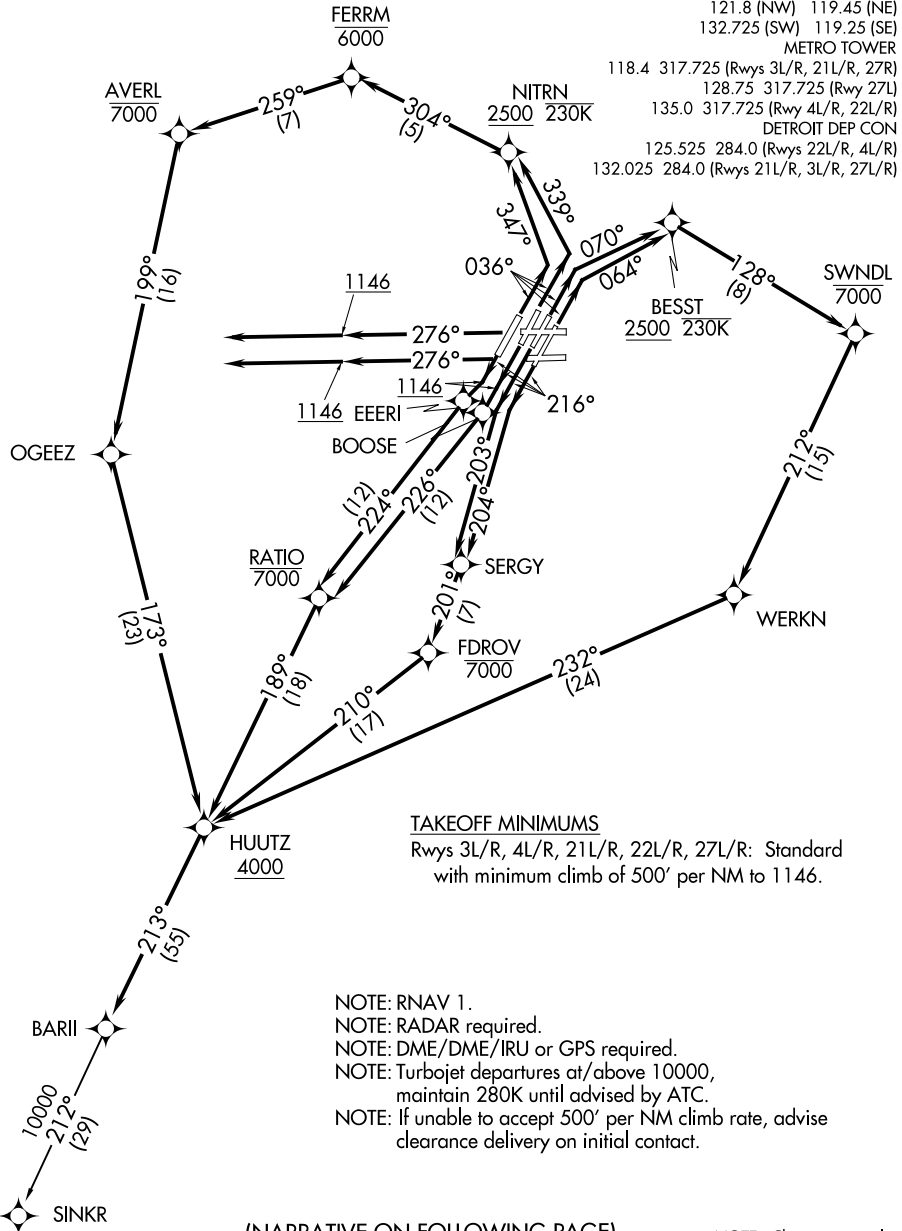 121.8 (NW) 119.45 (NE)
132.725 (SW) 119.25 (SE)
METRO TOWER
118.4 317.725 (Rwys 3L/R, 21L/R, 27R)
128.75 317.725 (Rwy 27L)
135.0 317.725 (Rwy 4L/R, 22L/R)
DETROIT DEP CON
125.525 284.0 (Rwys 22L/R, 4L/R)
132.025 284.0 (Rwys 21L/R, 3L/R, 27L/R)
FERRM
6000
AVERL
7000
259°
(7)
304°
(5)
NITRN
2500 230K
339°
347°
070°
064°
036°
BESST
2500 230K
128°
(8)
SWNDL
7000
199°
(16)
1146
276°
276°
1146
1146
EEERI
BOOSE
216°
212°
(15)
OGEEZ
203°
204°
(12)
224°
226°
(12)
RATIO
7000
SERGY
201°
(7)
FDROV
7000
WERKN
173°
(23)
189°
(18)
210°
(17)
232°
(24)
HUUTZ
4000
TAKEOFF MINIMUMS
Rwys 3L/R, 4L/R, 21L/R, 22L/R, 27L/R: Standard
with minimum climb of 500' per NM to 1146.
213°
(55)
BARII
10000
212°
(29)
SINKR
NOTE: RNAV 1.
NOTE: RADAR required.
NOTE: DME/DME/IRU or GPS required.
NOTE: Turbojet departures at/above 10000,
maintain 280K until advised by ATC.
NOTE: If unable to accept 500' per NM climb rate, advise
clearance delivery on initial contact.
(NARRATIVE ON FOLLOWING PAGE)